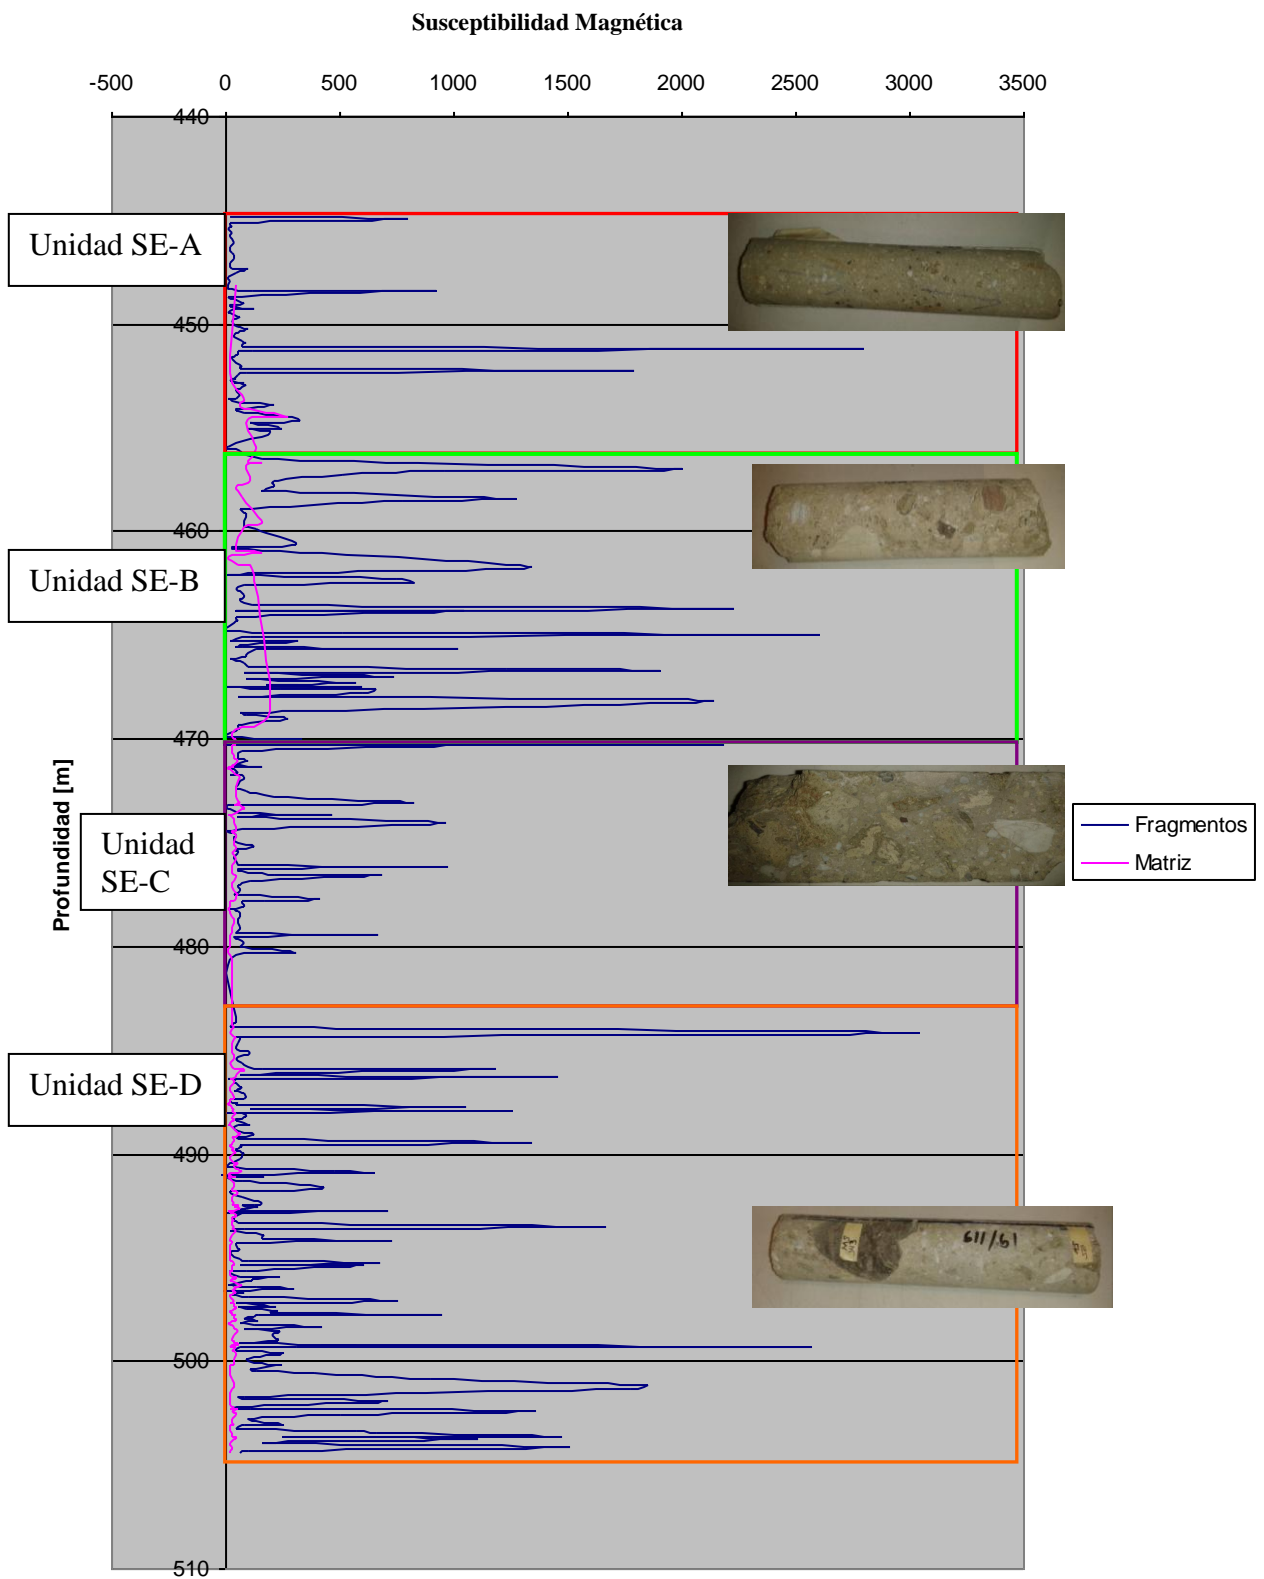 Susceptibilidad Magnética
-500 0 500 1000 1500 2000 2500 3000 3500
440
Unidad SE-A
450
460
Unidad SE-B
470
Profundidad [m]
Unidad
SE-C
Fragmentos
Matriz
480
Unidad SE-D
490
611/61
500
510